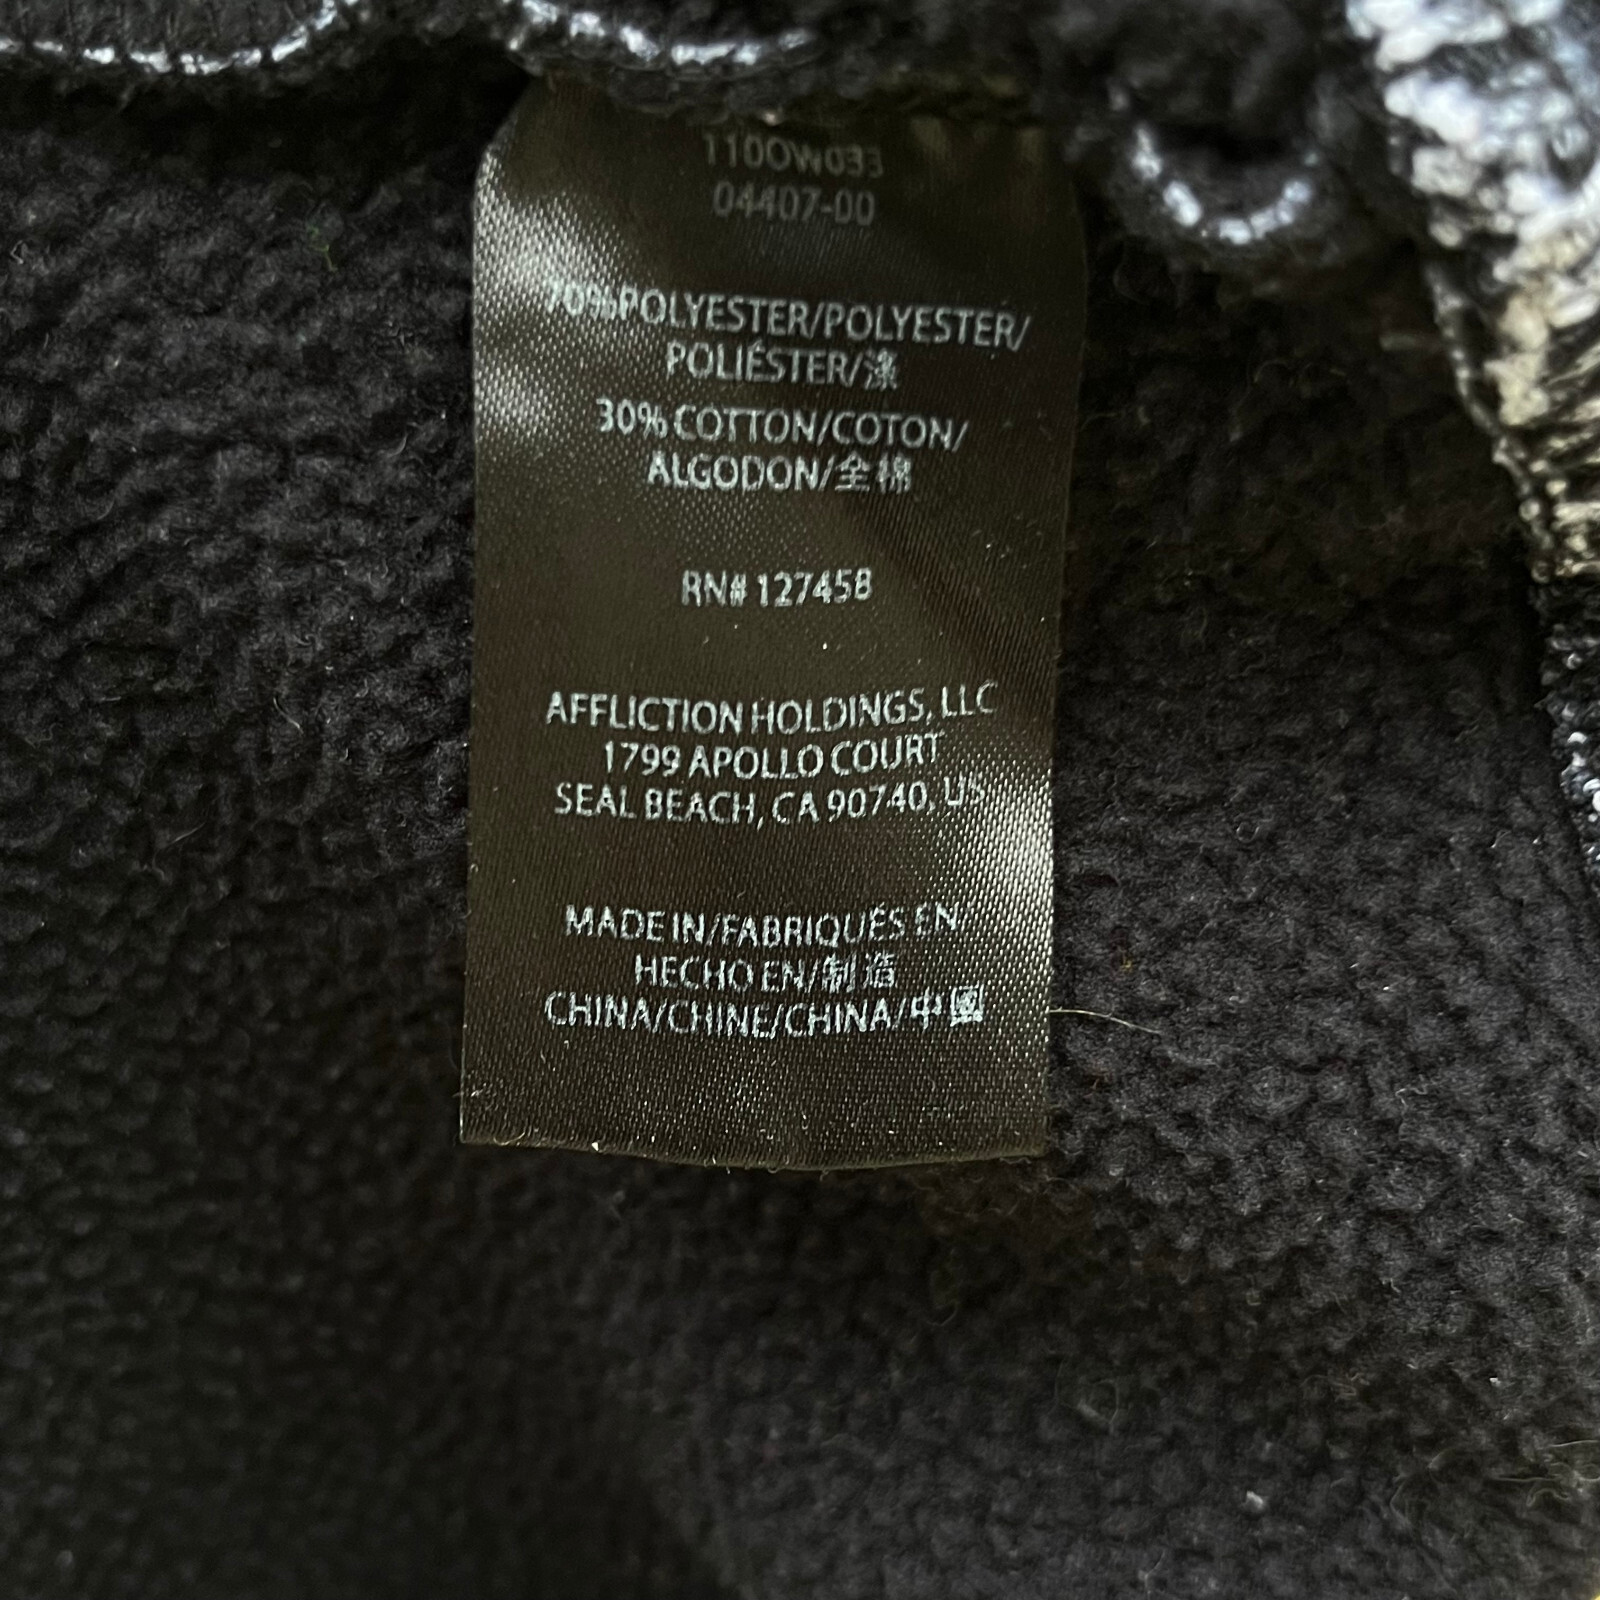 110OW033
04407-00
70%POLYESTER/POLYESTER/
POLIÉSTER/涤
30% COTTON/COTON/
ALGODON/全棉
RN# 127458
AFFLICTION HOLDINGS, LLC
1799 APOLLO COURT
SEAL BEACH, CA 90740, US
MADE IN/FABRIQUÉS EN/
HECHO EN/制造
CHINA/CHINE/CHINA/中國